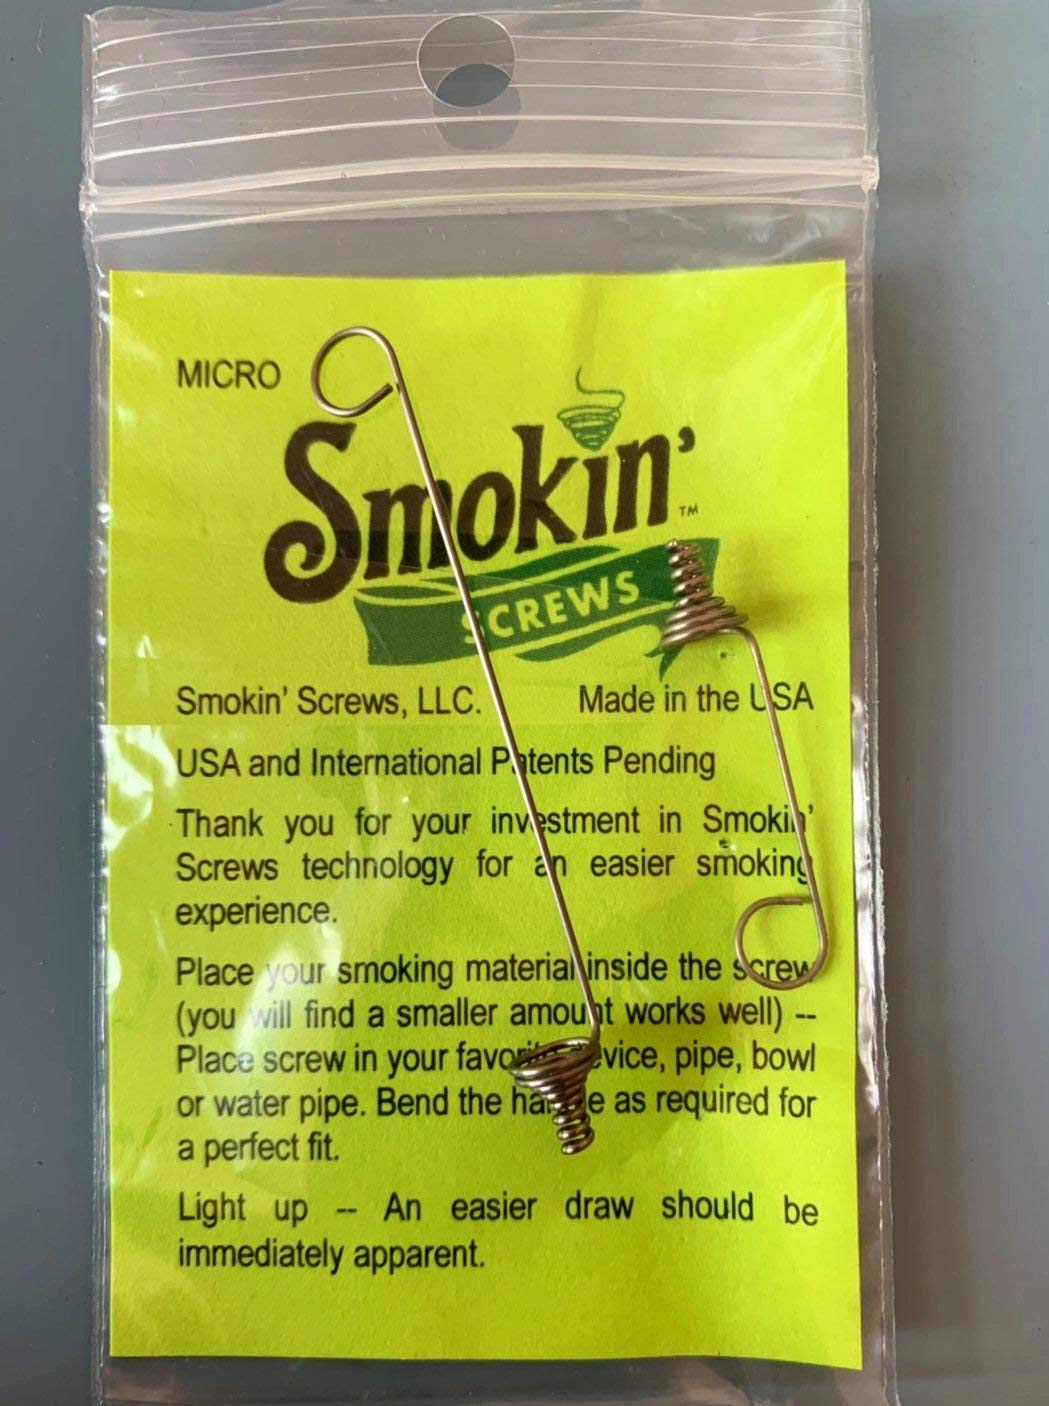 MICRO
Smokin'
TM
SCREWS
Smokin' Screws, LLC. Made in the USA
USA and International Patents Pending
Thank you for your investment in Smokin'
Screws technology for an easier smoking
experience.
Place your smoking material inside the screw
(you will find a smaller amount works well) --
Place screw in your favorite device, pipe, bowl
or water pipe. Bend the handle as required for
a perfect fit.
Light up -- An easier draw should be
immediately apparent.